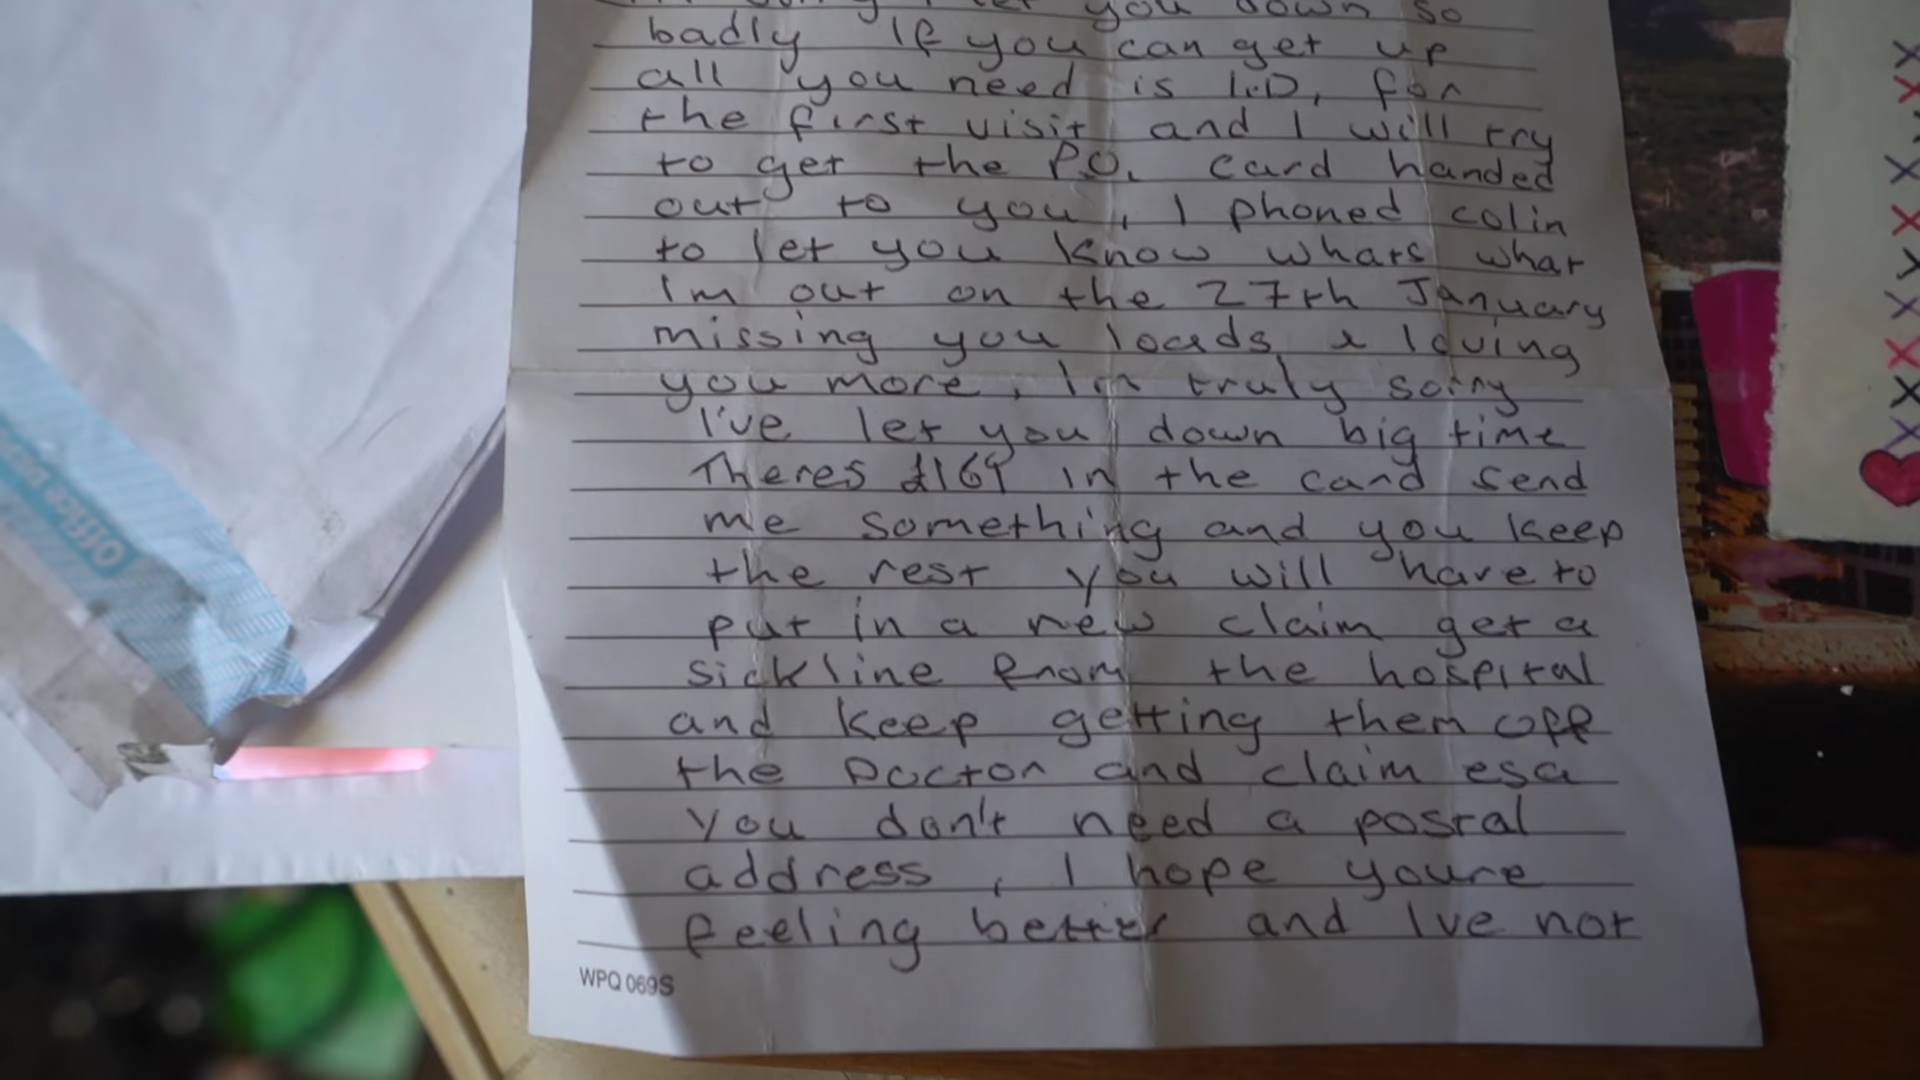 let you down so
badly If you can get up
all you need is I.D, for
the first visit and I will try
to get the P.O. card handed
out to you, I phoned colin
to let you know whats what
Im out on the 27th January
missing you loads & loving
you more, Im truly sorry
I've let you down big time
Theres £169 in the card send
me something and you keep
the rest you will have to
put in a new claim get a
sickline from the hospital
and keep getting them off
the Doctor and claim esa
you don't need a postal
address, I hope youre
feeling better and Ive not
WPQ 069S
Office